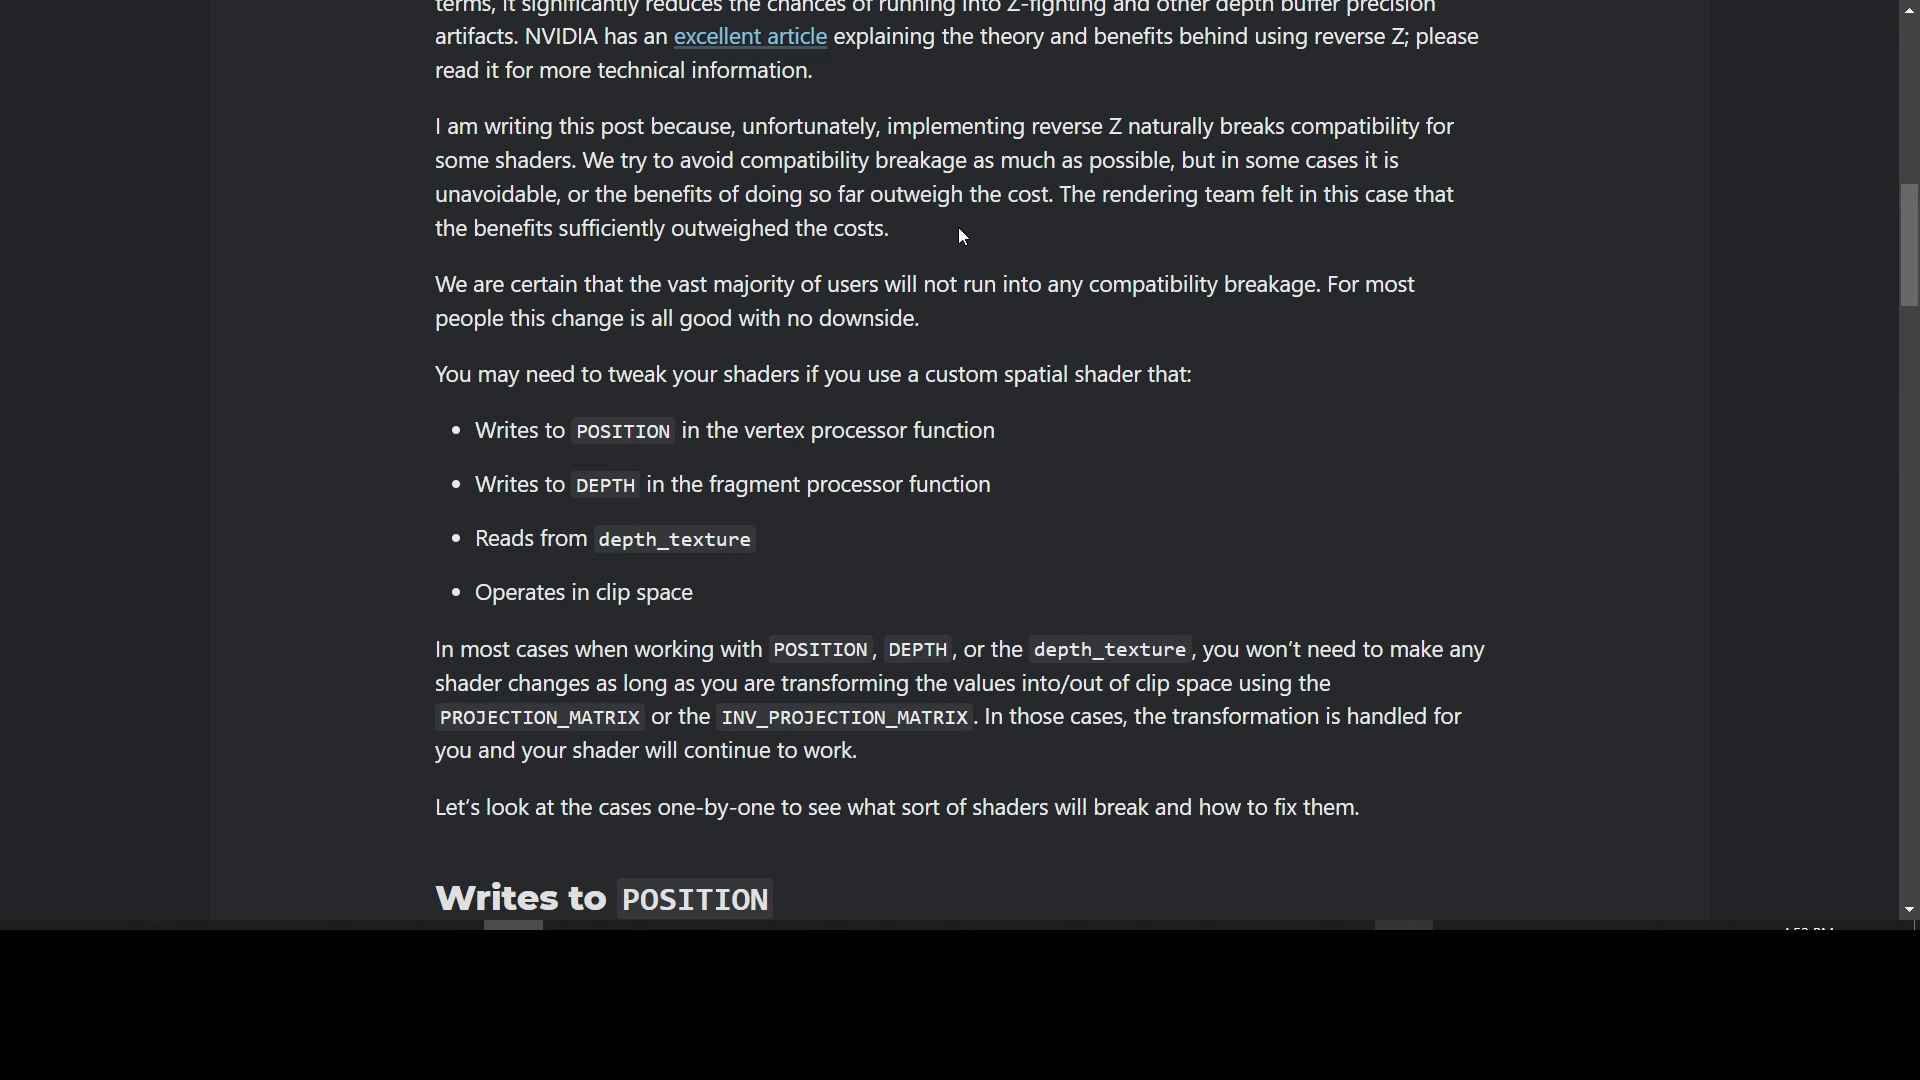 terms, it significantly reduces the chances of running into Z-fighting and other depth buffer precision
artifacts. NVIDIA has an excellent article explaining the theory and benefits behind using reverse Z; please
read it for more technical information.
I am writing this post because, unfortunately, implementing reverse Z naturally breaks compatibility for
some shaders. We try to avoid compatibility breakage as much as possible, but in some cases it is
unavoidable, or the benefits of doing so far outweigh the cost. The rendering team felt in this case that
the benefits sufficiently outweighed the costs.
We are certain that the vast majority of users will not run into any compatibility breakage. For most
people this change is all good with no downside.
You may need to tweak your shaders if you use a custom spatial shader that:
• Writes to POSITION in the vertex processor function
• Writes to DEPTH in the fragment processor function
• Reads from depth_texture
• Operates in clip space
In most cases when working with POSITION, DEPTH, or the depth_texture, you won’t need to make any
shader changes as long as you are transforming the values into/out of clip space using the
PROJECTION_MATRIX or the INV_PROJECTION_MATRIX. In those cases, the transformation is handled for
you and your shader will continue to work.
Let’s look at the cases one-by-one to see what sort of shaders will break and how to fix them.
Writes to POSITION